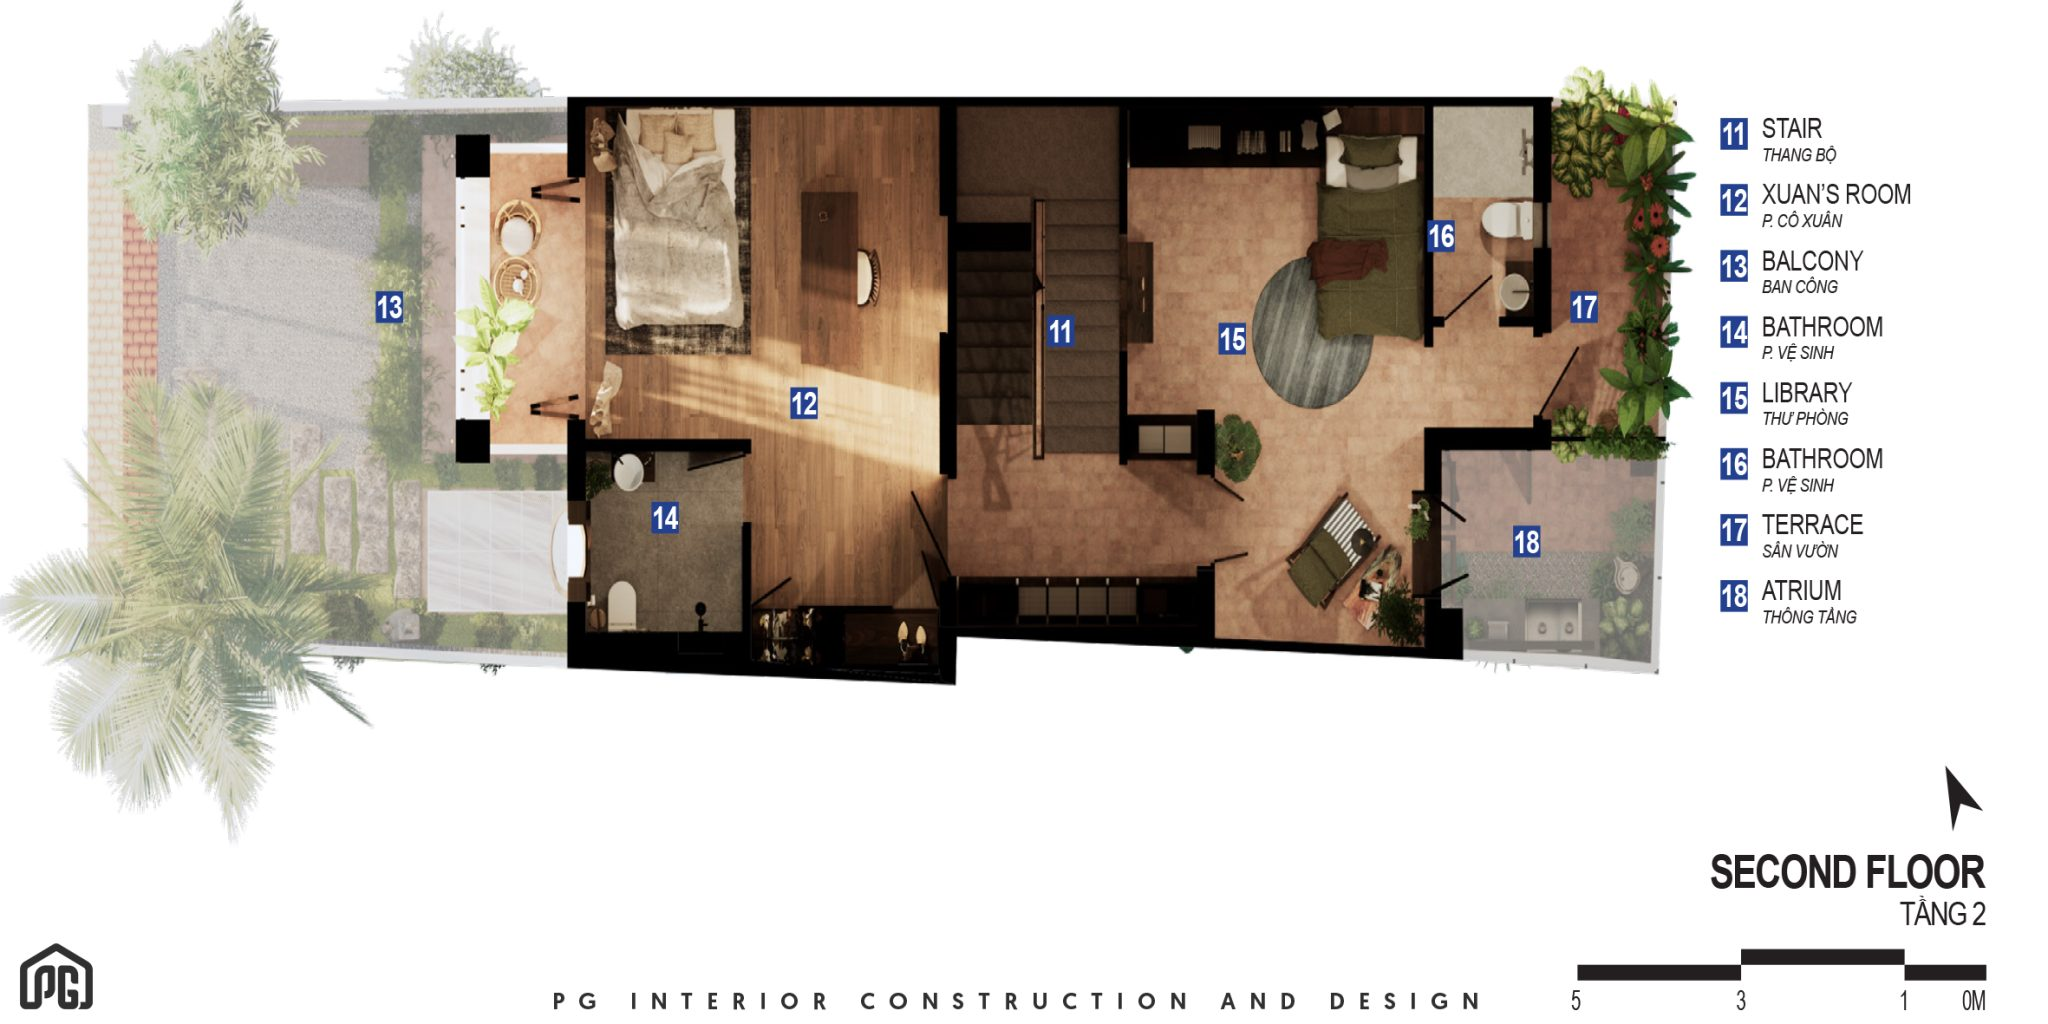 11 STAIR
THANG BỘ
12 XUAN'S ROOM
P. CÔ XUÂN
13 BALCONY
BAN CÔNG
14 BATHROOM
P. VỆ SINH
15 LIBRARY
THƯ PHÒNG
16 BATHROOM
P. VỆ SINH
17 TERRACE
SÂN VƯỜN
18 ATRIUM
THÔNG TẦNG
16
17
13
11
15
12
14
18
SECOND FLOOR
TẦNG 2
5 3 1 0M
PG
PG INTERIOR CONSTRUCTION AND DESIGN